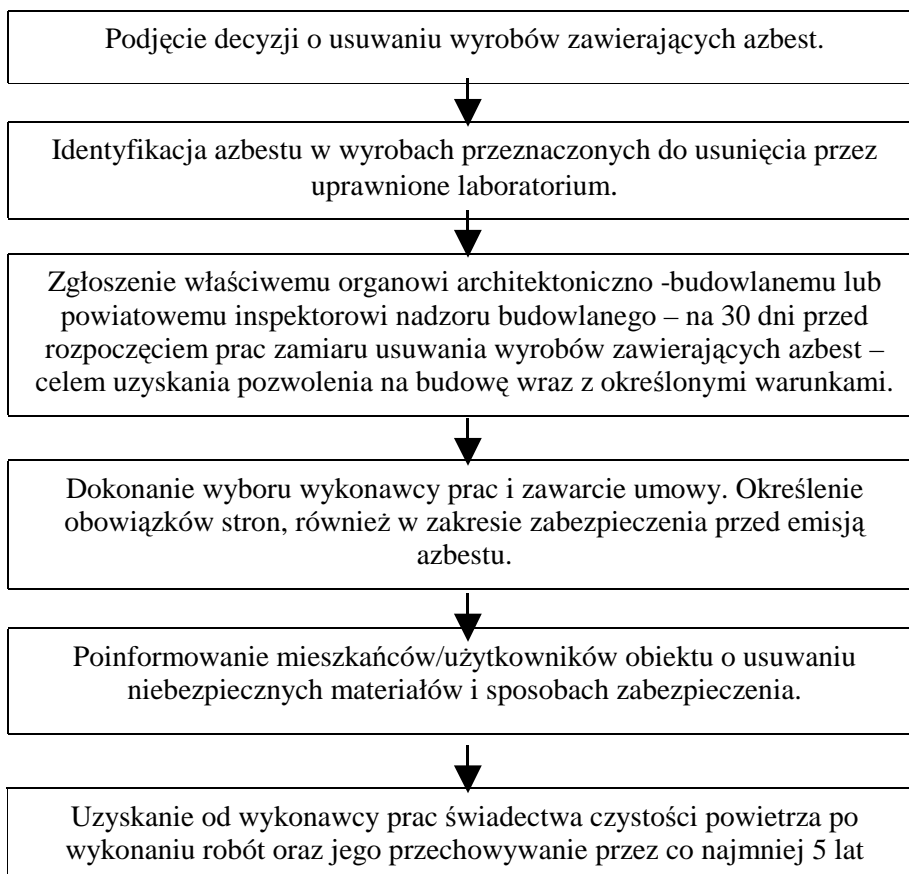 Podjęcie decyzji o usuwaniu wyrobów zawierających azbest.
Identyfikacja azbestu w wyrobach przeznaczonych do usunięcia przez
uprawnione laboratorium.
Zgłoszenie właściwemu organowi architektoniczno -budowlanemu lub
powiatowemu inspektorowi nadzoru budowlanego – na 30 dni przed
rozpoczęciem prac zamiaru usuwania wyrobów zawierających azbest –
celem uzyskania pozwolenia na budowę wraz z określonymi warunkami.
Dokonanie wyboru wykonawcy prac i zawarcie umowy. Określenie
obowiązków stron, również w zakresie zabezpieczenia przed emisją
azbestu.
Poinformowanie mieszkańców/użytkowników obiektu o usuwaniu
niebezpiecznych materiałów i sposobach zabezpieczenia.
Uzyskanie od wykonawcy prac świadectwa czystości powietrza po
wykonaniu robót oraz jego przechowywanie przez co najmniej 5 lat